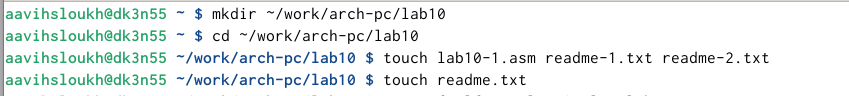 aavihsloukh@dk3n55 ~ $ mkdir ~/work/arch-pc/lab10
aavihsloukh@dk3n55 ~ $ cd ~/work/arch-pc/lab10
aavihsloukh@dk3n55 ~/work/arch-pc/lab10 $ touch lab10-1.asm readme-1.txt readme-2.txt
aavihsloukh@dk3n55 ~/work/arch-pc/lab10 $ touch readme.txt